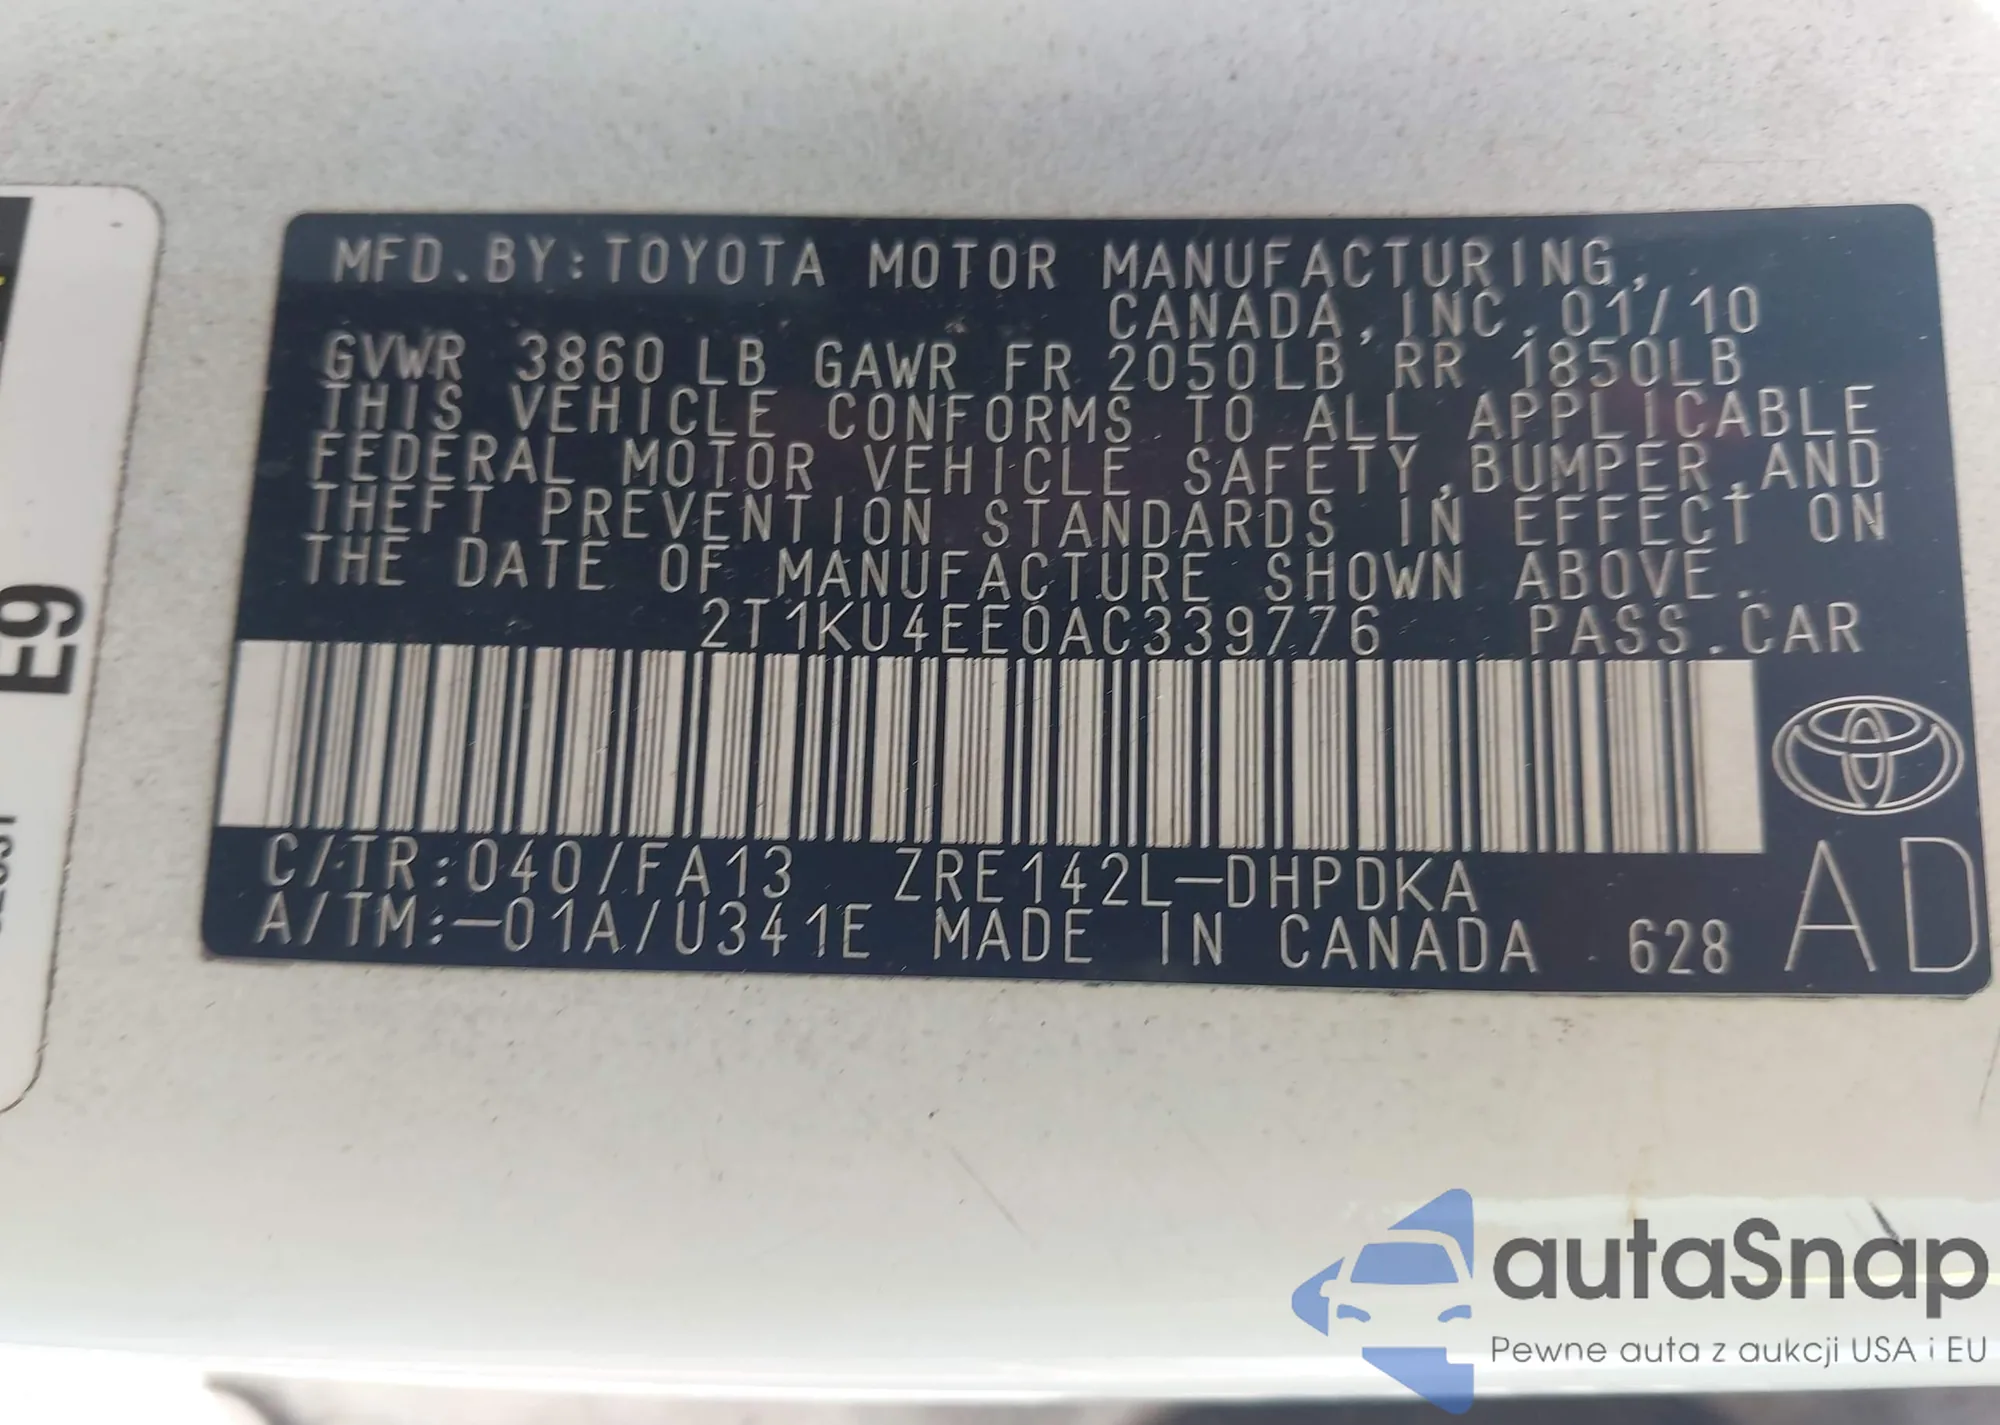 MFD.BY:TOYOTA MOTOR MANUFACTURING,
CANADA,INC. 01/10
GVWR 3860 LB GAWR FR 2050LB RR 1850LB
THIS VEHICLE CONFORMS TO ALL APPLICABLE
FEDERAL MOTOR VEHICLE SAFETY,BUMPER,AND
THEFT PREVENTION STANDARDS IN EFFECT ON
THE DATE OF MANUFACTURE SHOWN ABOVE.
2T1KU4EE0AC339776 PASS.CAR
C/TR:040/FA13 ZRE142L-DHPDKA
A/TM:-01A/U341E MADE IN CANADA 628
AD
E9
autoSnap
Pewne auta z aukcji USA i EU